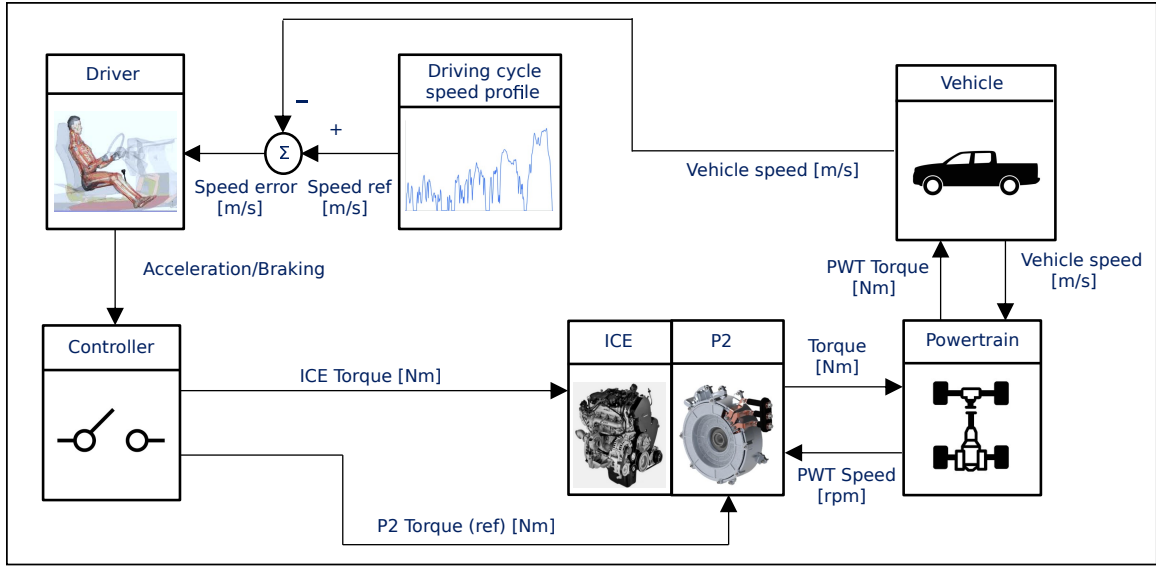 Driver
Driving cycle
speed profile
Vehicle
−
+
Σ
Speed error
[m/s]
Speed ref
[m/s]
Vehicle speed [m/s]
Acceleration/Braking
PWT Torque
[Nm]
Vehicle speed
[m/s]
Controller
ICE
P2
Torque
[Nm]
Powertrain
ICE Torque [Nm]
PWT Speed
[rpm]
P2 Torque (ref) [Nm]